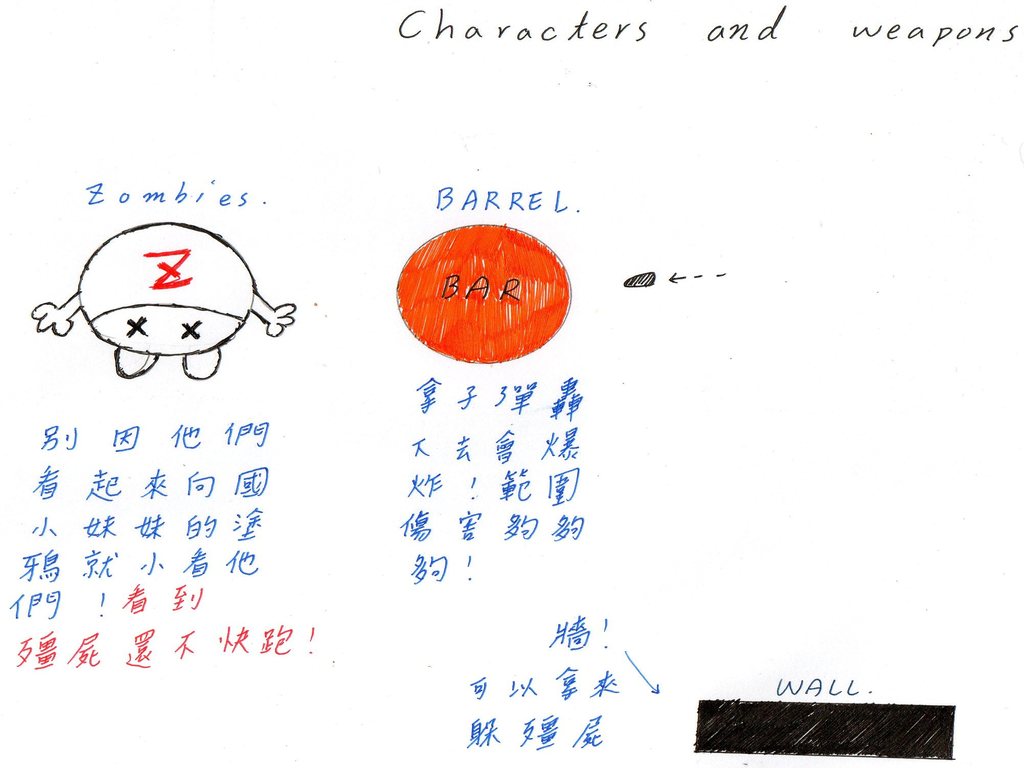 Characters and weapons
Zombies.
Z
別因他們
看起來向國
小妹妹的塗
鴉就小看他
們！看到
殭屍還不快跑！
BARREL.
BAR
拿子彈轟
下去會爆
炸！範圍
傷害夠夠
夠！
牆！
可以拿來
躲殭屍
WALL.